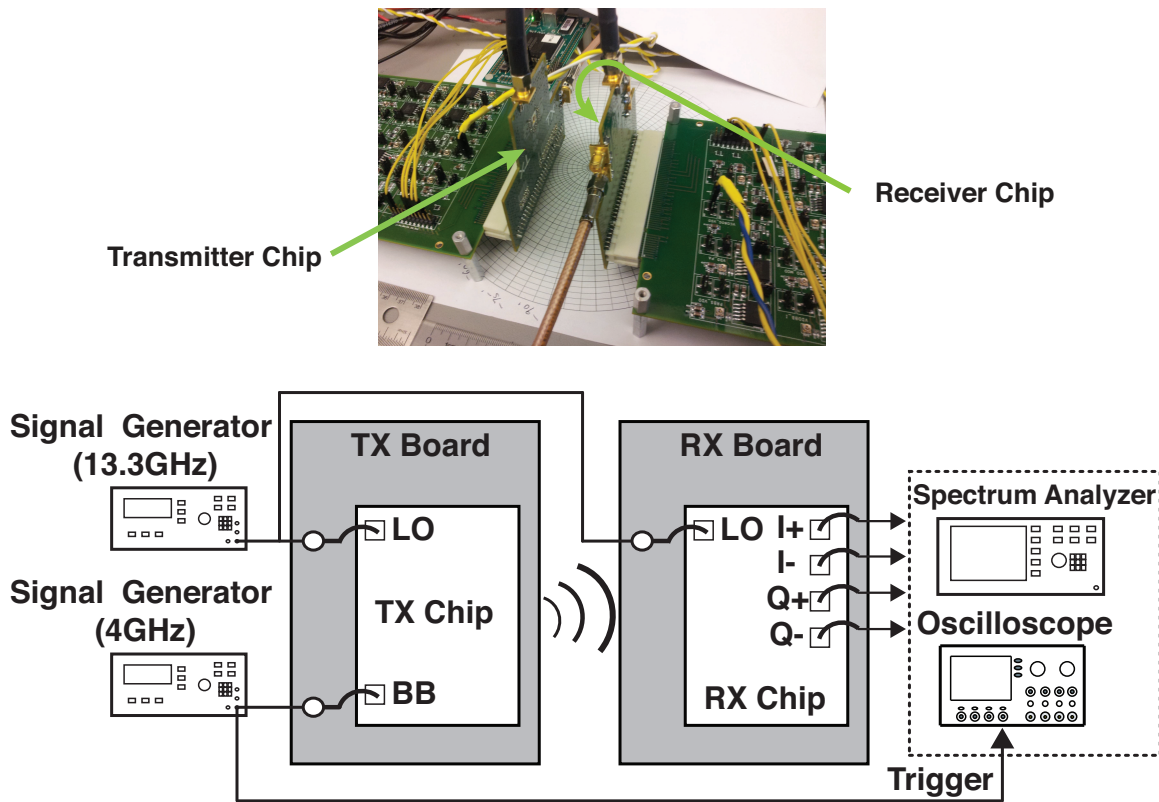 Receiver Chip
Transmitter Chip
-90°
Signal Generator
(13.3GHz)
TX Board
RX Board
LO
TX Chip
BB
LO
I+
I-
Q+
Q-
RX Chip
Spectrum Analyzer
Oscilloscope
Signal Generator
(4GHz)
Trigger